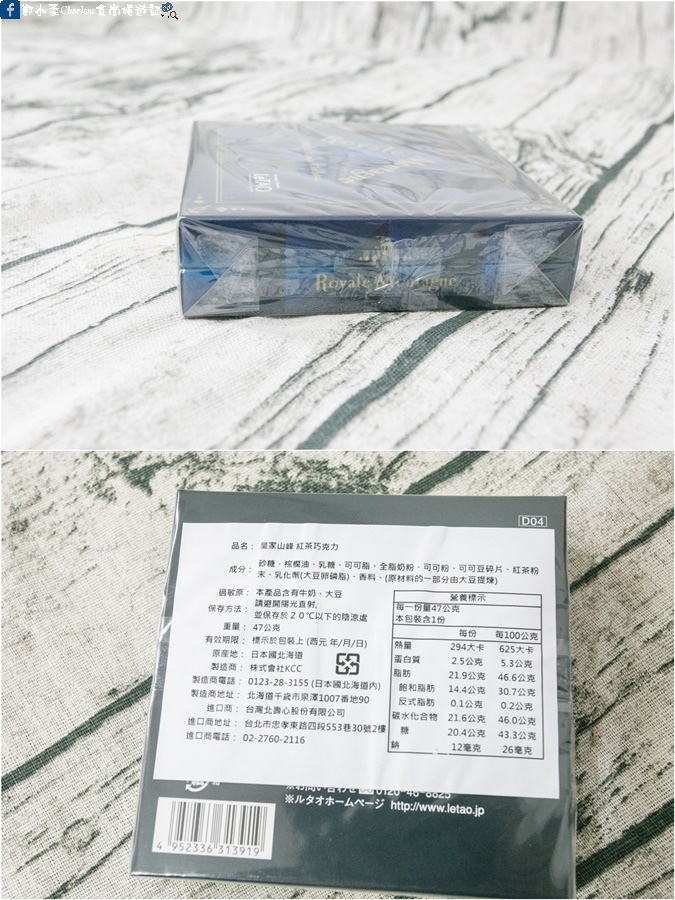 鄒小柔Charlene食尚媽遊記
LeTAO
Royale Montagne
D04
品名： 皇家山峰 紅茶巧克力
成分： 砂糖、棕櫚油、乳糖、可可脂、全脂奶粉、可可粉、可可豆碎片、紅茶粉
末、乳化劑(大豆卵磷脂)、香料、(原材料的一部分由大豆提煉)
過敏原： 本產品含有牛奶、大豆
保存方法： 請避開陽光直射,
並保存於２０℃以下的陰涼處
重量： 47公克
有效期限： 標示於包裝上 (西元 年/月/日)
原產地： 日本國北海道
製造商： 株式會社KCC
製造商電話： 0123-28-3155 (日本國北海道內)
製造商地址： 北海道千歲市泉澤1007番地90
進口商： 台灣北壽心股份有限公司
進口商地址： 台北市忠孝東路四段553巷30號2樓
進口商電話： 02-2760-2116
營養標示
每一份量47公克
本包裝含1份
每份 每100公克
熱量 294大卡 625大卡
蛋白質 2.5公克 5.3公克
脂肪 21.9公克 46.6公克
飽和脂肪 14.4公克 30.7公克
反式脂肪 0.1公克 0.2公克
碳水化合物 21.6公克 46.0公克
糖 20.4公克 43.3公克
鈉 12毫克 26毫克
※お問い合わせ 0120-46-8825
※ルタオホームページ http://www.letao.jp
4 952336 313919